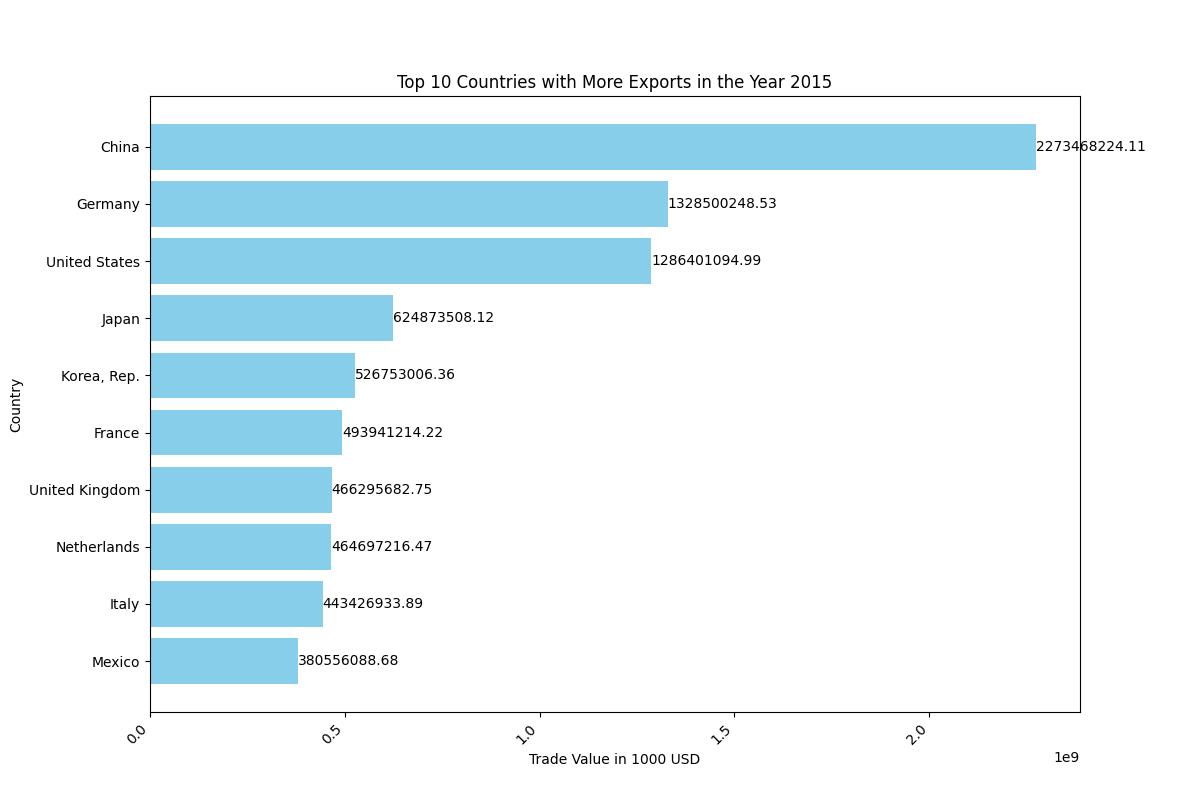 Top 10 Countries with More Exports in the Year 2015
China
2273468224.11
Germany
1328500248.53
United States
1286401094.99
Japan
624873508.12
Korea, Rep.
526753006.36
France
493941214.22
United Kingdom
466295682.75
Netherlands
464697216.47
Italy
443426933.89
Mexico
380556088.68
Country
0.0
0.5
1.0
1.5
2.0
1e9
Trade Value in 1000 USD